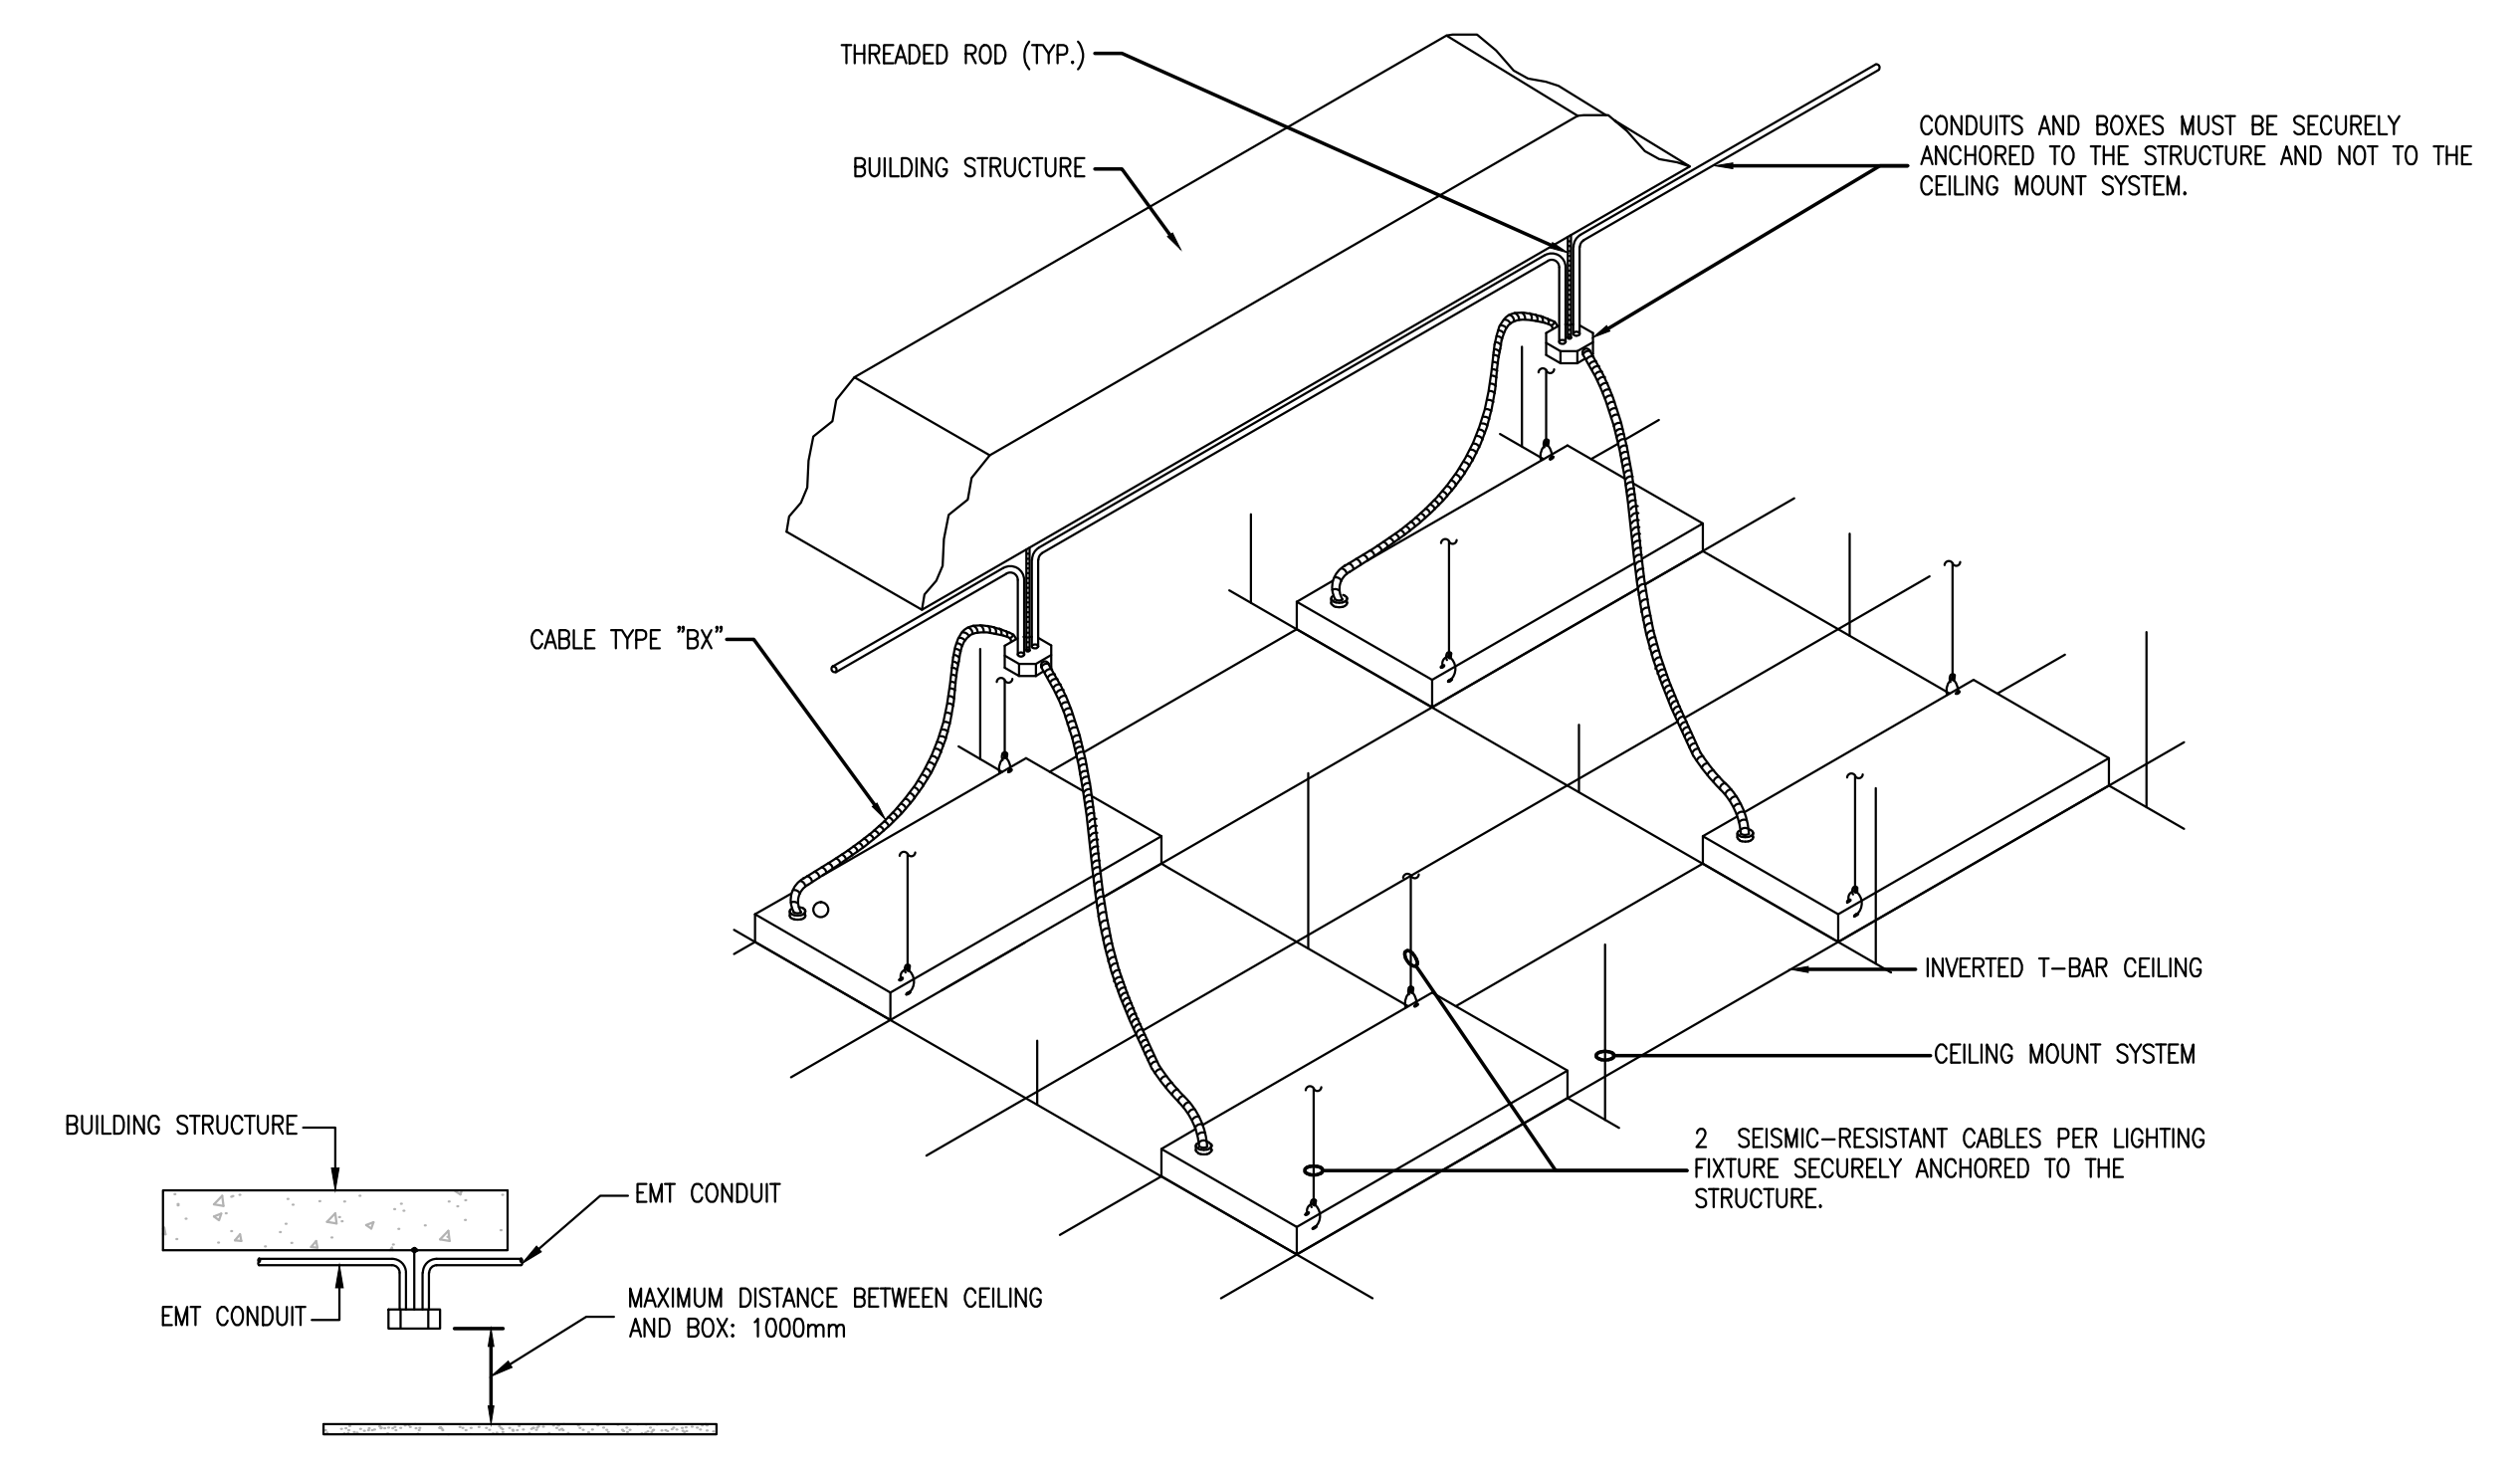 THREADED ROD (TYP.)
BUILDING STRUCTURE
CONDUITS AND BOXES MUST BE SECURELY
ANCHORED TO THE STRUCTURE AND NOT TO THE
CEILING MOUNT SYSTEM.
CABLE TYPE "BX"
INVERTED T-BAR CEILING
CEILING MOUNT SYSTEM
2 SEISMIC-RESISTANT CABLES PER LIGHTING
FIXTURE SECURELY ANCHORED TO THE
STRUCTURE.
BUILDING STRUCTURE
EMT CONDUIT
EMT CONDUIT
MAXIMUM DISTANCE BETWEEN CEILING
AND BOX: 1000mm